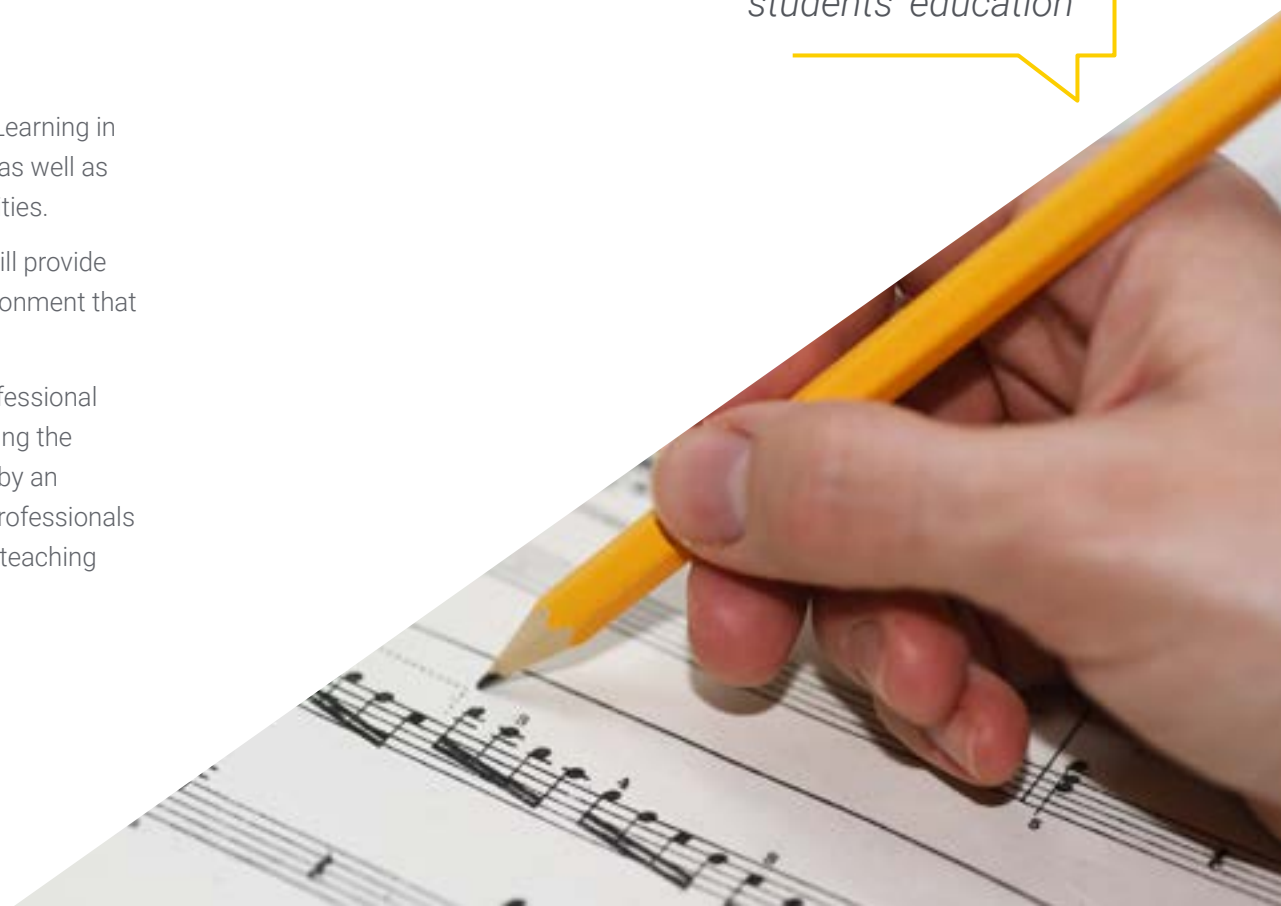 students' education
Learning in
as well as
ties.
ill provide
onment that
fessional
ng the
by an
rofessionals
teaching